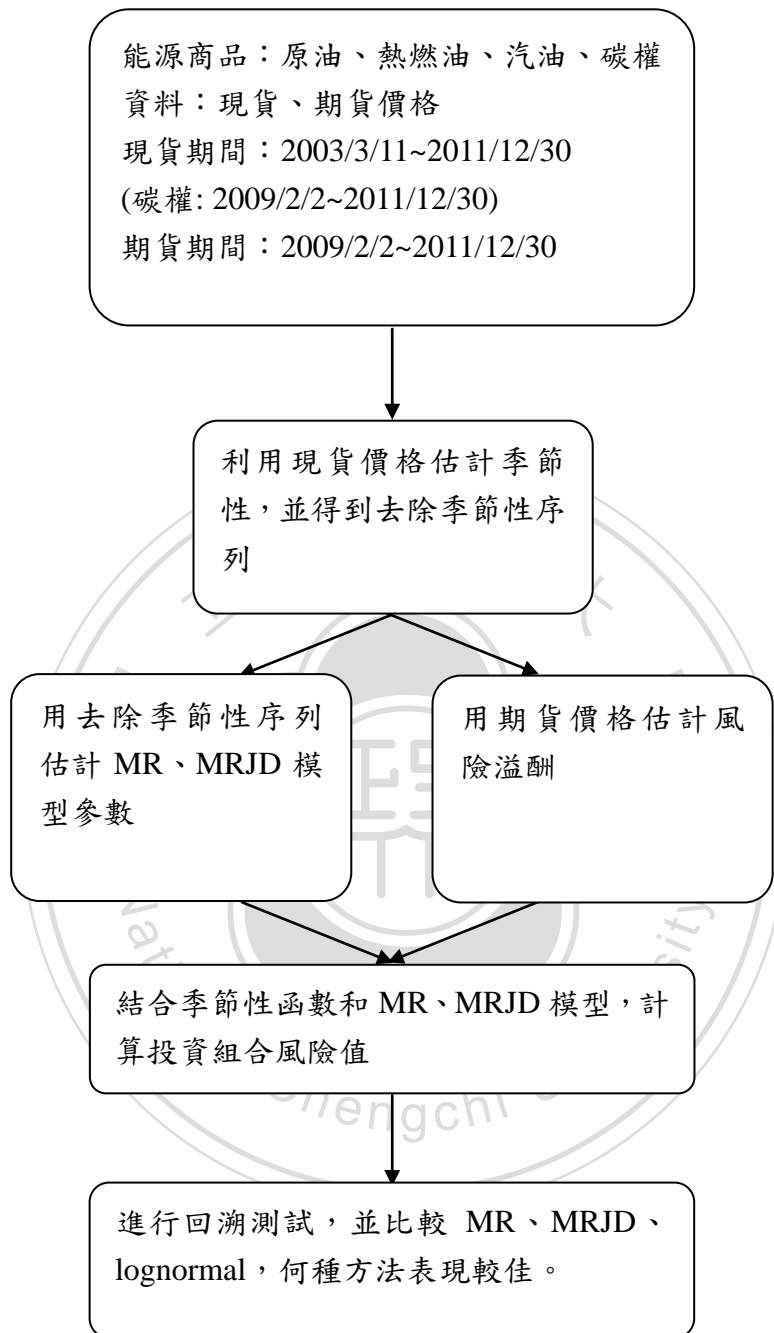 能源商品：原油、熱燃油、汽油、碳權
資料：現貨、期貨價格
現貨期間：2003/3/11~2011/12/30
(碳權: 2009/2/2~2011/12/30)
期貨期間：2009/2/2~2011/12/30
利用現貨價格估計季節
性，並得到去除季節性序
列
用去除季節性序列
估計 MR、MRJD 模
型參數
用期貨價格估計風
險溢酬
結合季節性函數和 MR、MRJD 模型，計
算投資組合風險值
進行回溯測試，並比較 MR、MRJD、
lognormal，何種方法表現較佳。